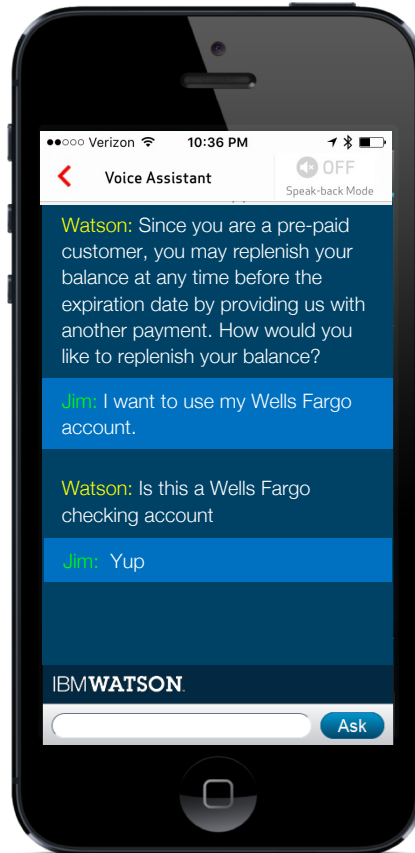 Verizon 10:36 PM
Voice Assistant
OFF
Speak-back Mode
Watson: Since you are a pre-paid
customer, you may replenish your
balance at any time before the
expiration date by providing us with
another payment. How would you
like to replenish your balance?
Jim: I want to use my Wells Fargo
account.
Watson: Is this a Wells Fargo
checking account
Jim: Yup
IBMWATSON.
Ask